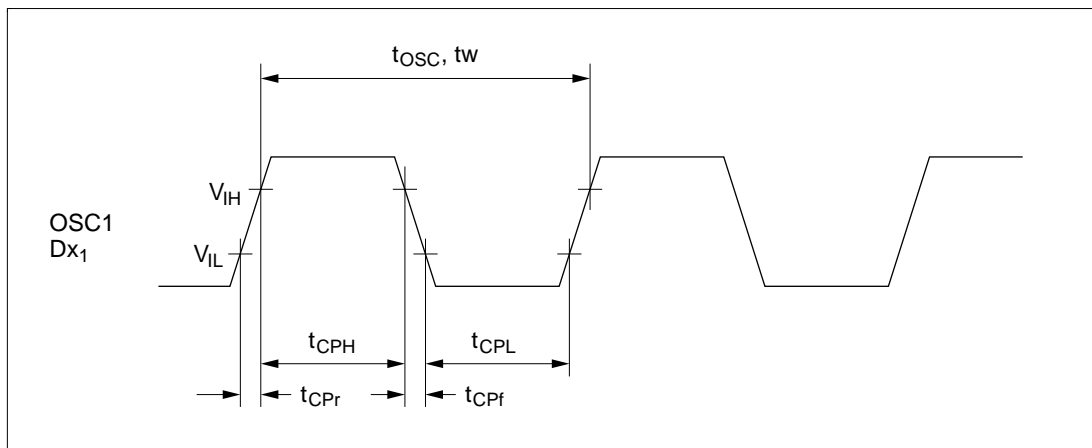 tOSC, tw
VIH
OSC1
Dx1
VIL
tCPH
tCPL
tCPr
tCPf